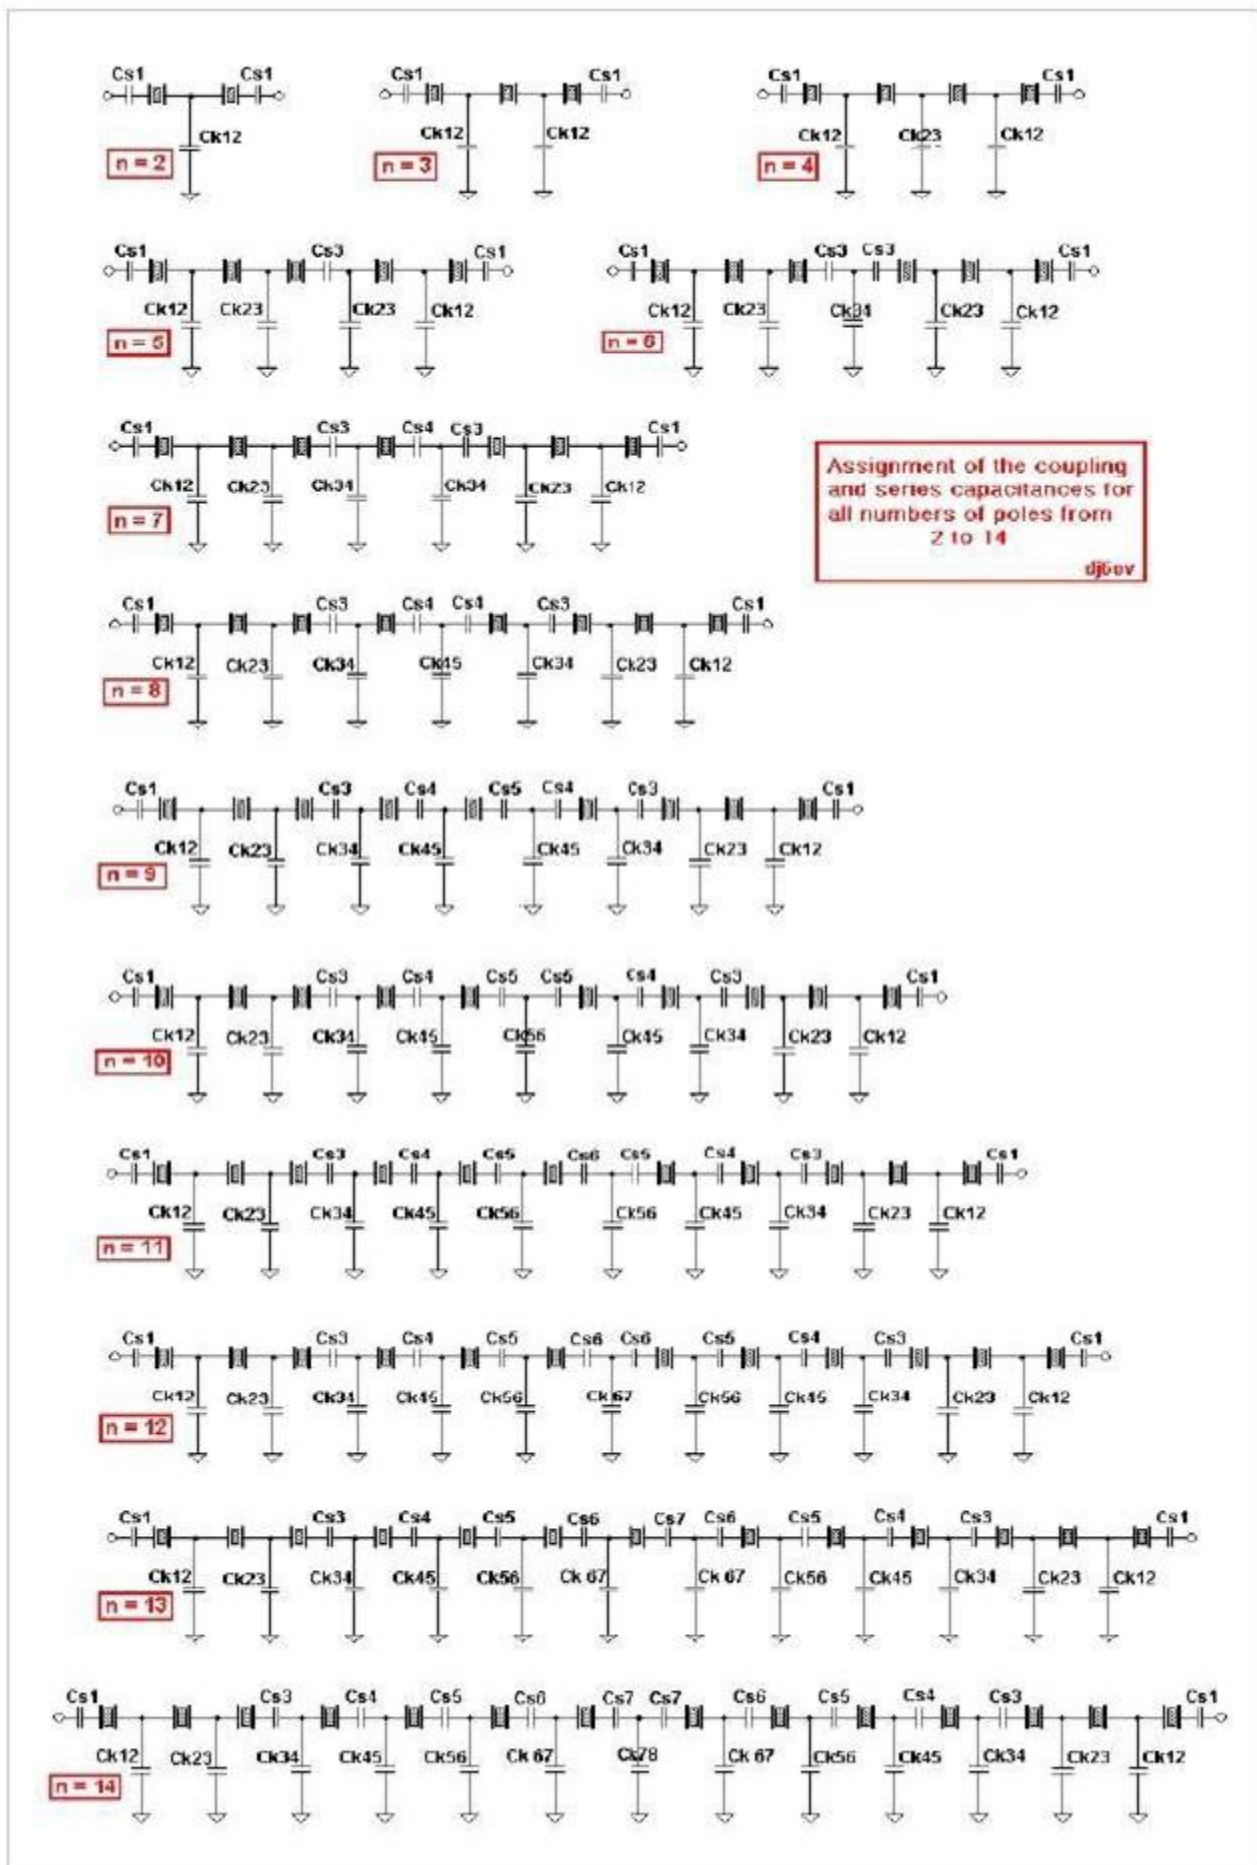 Cs1 Cs1
Ck12
n = 2
Cs1 Cs1
Ck12 Ck12
n = 3
Cs1 Cs1
Ck12 Ck23 Ck12
n = 4
Cs1 Cs3 Cs1
Ck12 Ck23 Ck23 Ck12
n = 5
Cs1 Cs3 Cs3 Cs1
Ck12 Ck23 Ck34 Ck23 Ck12
n = 6
Cs1 Cs3 Cs4 Cs3 Cs1
Ck12 Ck23 Ck34 Ck34 Ck23 Ck12
n = 7
Assignment of the coupling
and series capacitances for
all numbers of poles from
2 to 14
Cs1 Cs3 Cs4 Cs4 Cs3 Cs1
Ck12 Ck23 Ck34 Ck45 Ck34 Ck23 Ck12
n = 8
Cs1 Cs3 Cs4 Cs5 Cs4 Cs3 Cs1
Ck12 Ck23 Ck34 Ck45 Ck45 Ck34 Ck23 Ck12
n = 9
Cs1 Cs3 Cs4 Cs5 Cs5 Cs4 Cs3 Cs1
Ck12 Ck23 Ck34 Ck45 Ck56 Ck45 Ck34 Ck23 Ck12
n = 10
Cs1 Cs3 Cs4 Cs5 Cs6 Cs5 Cs4 Cs3 Cs1
Ck12 Ck23 Ck34 Ck45 Ck56 Ck56 Ck45 Ck34 Ck23 Ck12
n = 11
Cs1 Cs3 Cs4 Cs5 Cs6 Cs6 Cs5 Cs4 Cs3 Cs1
Ck12 Ck23 Ck34 Ck45 Ck56 Ck67 Ck56 Ck45 Ck34 Ck23 Ck12
n = 12
Cs1 Cs3 Cs4 Cs5 Cs6 Cs7 Cs6 Cs5 Cs4 Cs3 Cs1
Ck12 Ck23 Ck34 Ck45 Ck56 Ck 67 Ck 67 Ck56 Ck45 Ck34 Ck23 Ck12
n = 13
Cs1 Cs3 Cs4 Cs5 Cs6 Cs7 Cs7 Cs6 Cs5 Cs4 Cs3 Cs1
Ck12 Ck23 Ck34 Ck45 Ck56 Ck 67 Ck78 Ck 67 Ck56 Ck45 Ck34 Ck23 Ck12
n = 14